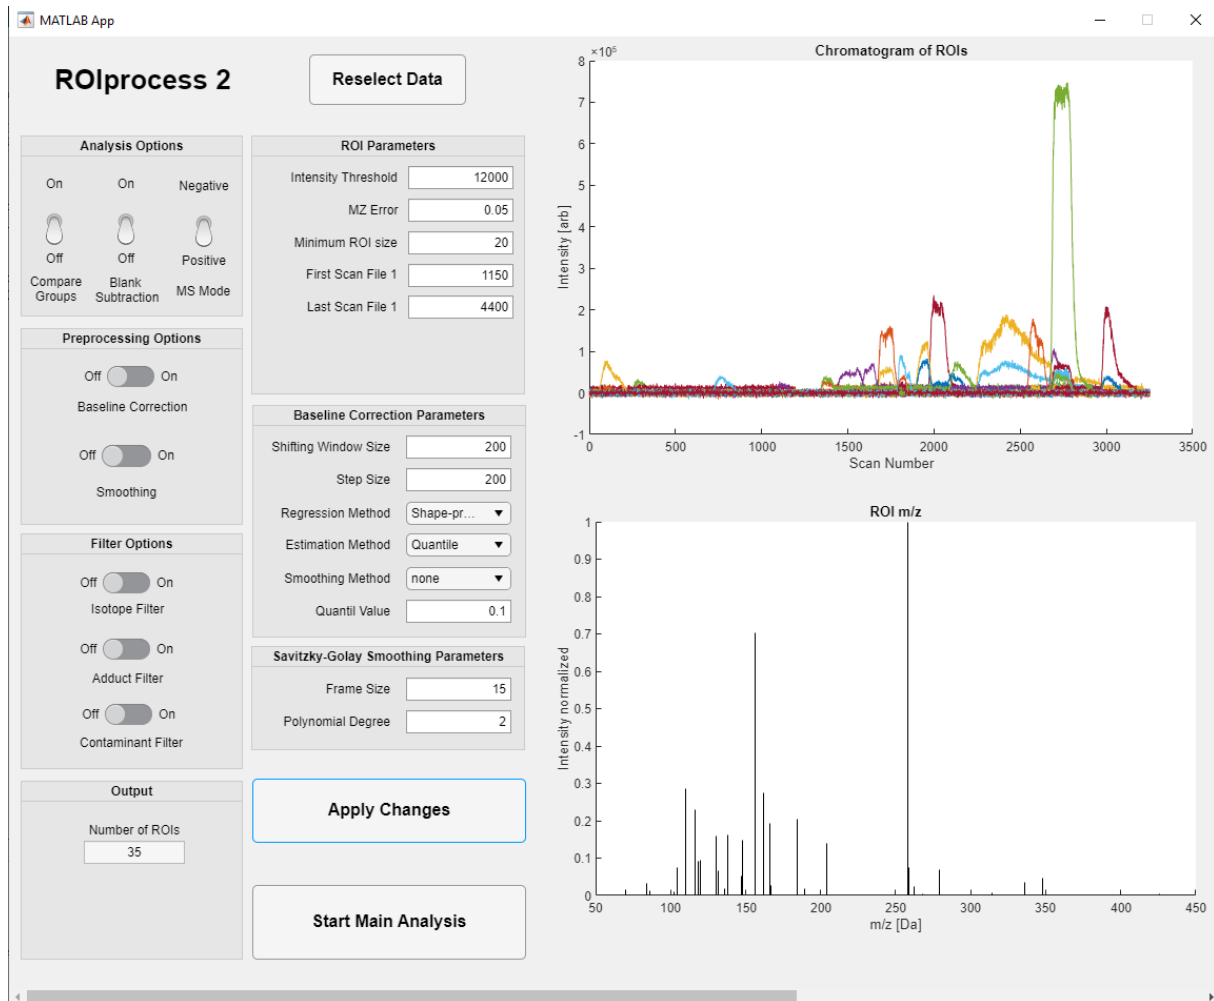 MATLAB App
ROIprocess 2
Reselect Data
Analysis Options
On On Negative
Off Off Positive
Compare Groups
Blank Subtraction
MS Mode
Preprocessing Options
Off On
Baseline Correction
Off On
Smoothing
Filter Options
Off On
Isotope Filter
Off On
Adduct Filter
Off On
Contaminant Filter
Output
Number of ROIs
35
ROI Parameters
Intensity Threshold 12000
MZ Error 0.05
Minimum ROI size 20
First Scan File 1 1150
Last Scan File 1 4400
Baseline Correction Parameters
Shifting Window Size 200
Step Size 200
Regression Method Shape-pr...
Estimation Method Quantile
Smoothing Method none
Quantil Value 0.1
Savitzky-Golay Smoothing Parameters
Frame Size 15
Polynomial Degree 2
Apply Changes
Start Main Analysis
Chromatogram of ROIs
×10⁶
8
7
6
5
4
3
2
1
0
-1
Intensity [arb]
0 500 1000 1500 2000 2500 3000 3500
Scan Number
ROI m/z
1
0.9
0.8
0.7
0.6
0.5
0.4
0.3
0.2
0.1
0
Intensity normalized
50 100 150 200 250 300 350 400 450
m/z [Da]